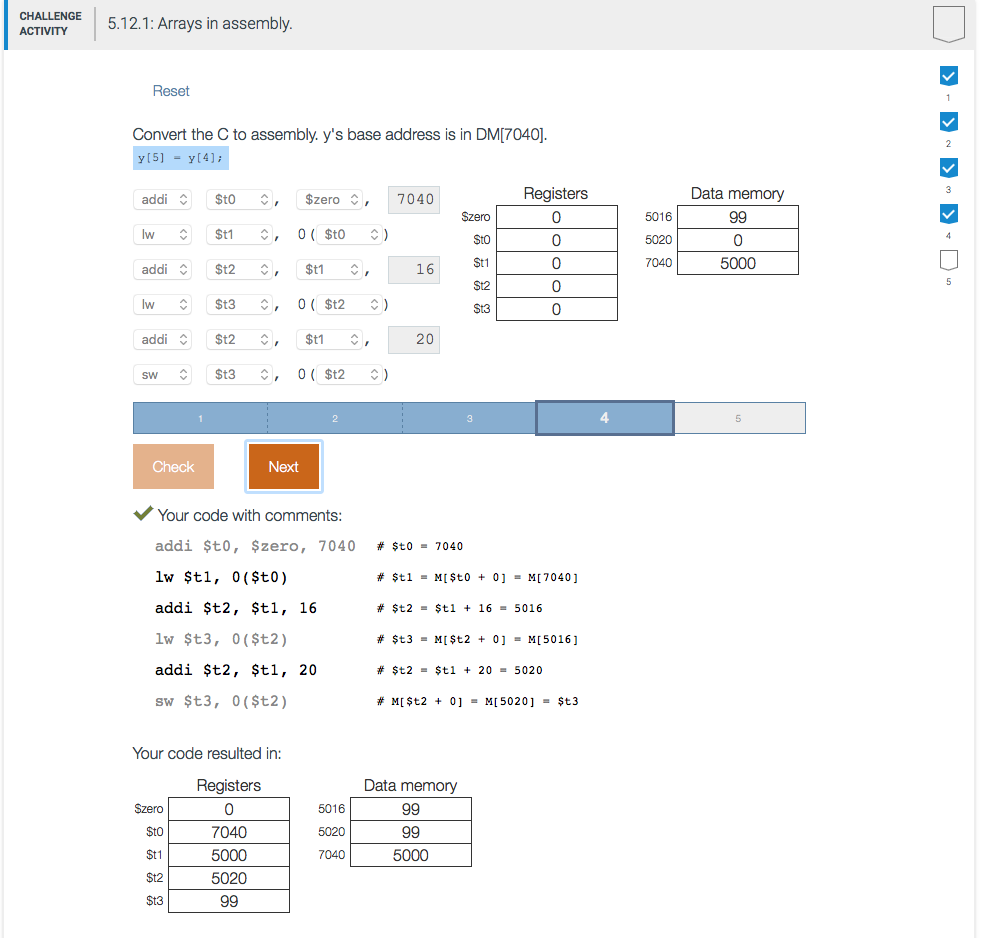 CHALLENGE ACTIVITY
5.12.1: Arrays in assembly.
1
2
3
4
5
Reset
Convert the C to assembly. y's base address is in DM[7040].
y[5] = y[4];
addi $t0 , $zero , 7040
lw $t1 , 0 ( $t0 )
addi $t2 , $t1 , 16
lw $t3 , 0 ( $t2 )
addi $t2 , $t1 , 20
sw $t3 , 0 ( $t2 )
Registers
$zero 0
$t0 0
$t1 0
$t2 0
$t3 0
Data memory
5016 99
5020 0
7040 5000
1 2 3 4 5
Check Next
Your code with comments:
addi $t0, $zero, 7040 # $t0 = 7040
lw $t1, 0($t0) # $t1 = M[$t0 + 0] = M[7040]
addi $t2, $t1, 16 # $t2 = $t1 + 16 = 5016
lw $t3, 0($t2) # $t3 = M[$t2 + 0] = M[5016]
addi $t2, $t1, 20 # $t2 = $t1 + 20 = 5020
sw $t3, 0($t2) # M[$t2 + 0] = M[5020] = $t3
Your code resulted in:
Registers
$zero 0
$t0 7040
$t1 5000
$t2 5020
$t3 99
Data memory
5016 99
5020 99
7040 5000